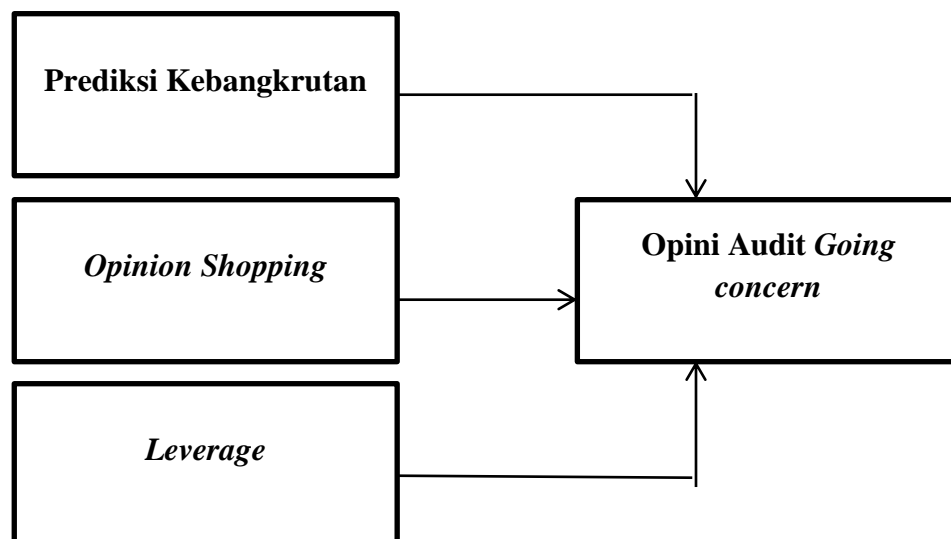 Prediksi Kebangkrutan
Opinion Shopping
Opini Audit Going
concern
Leverage